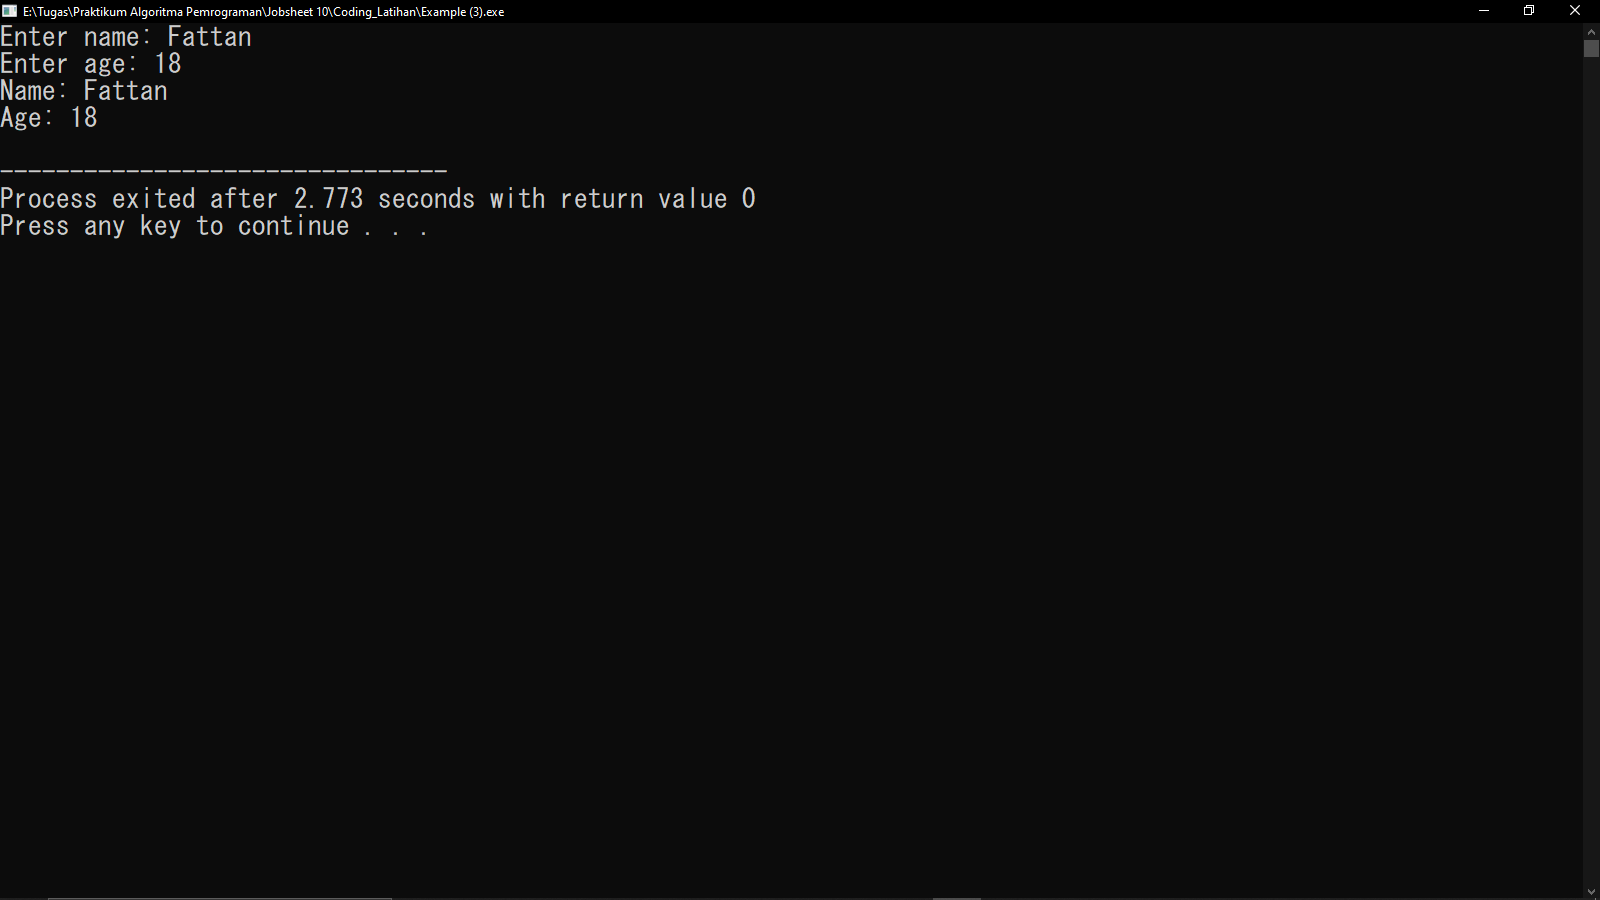 E:\Tugas\Praktikum Algoritma Pemrograman\Jobsheet 10\Coding_Latihan\Example (3).exe
Enter name: Fattan
Enter age: 18
Name: Fattan
Age: 18
--------------------------------
Process exited after 2.773 seconds with return value 0
Press any key to continue . . .